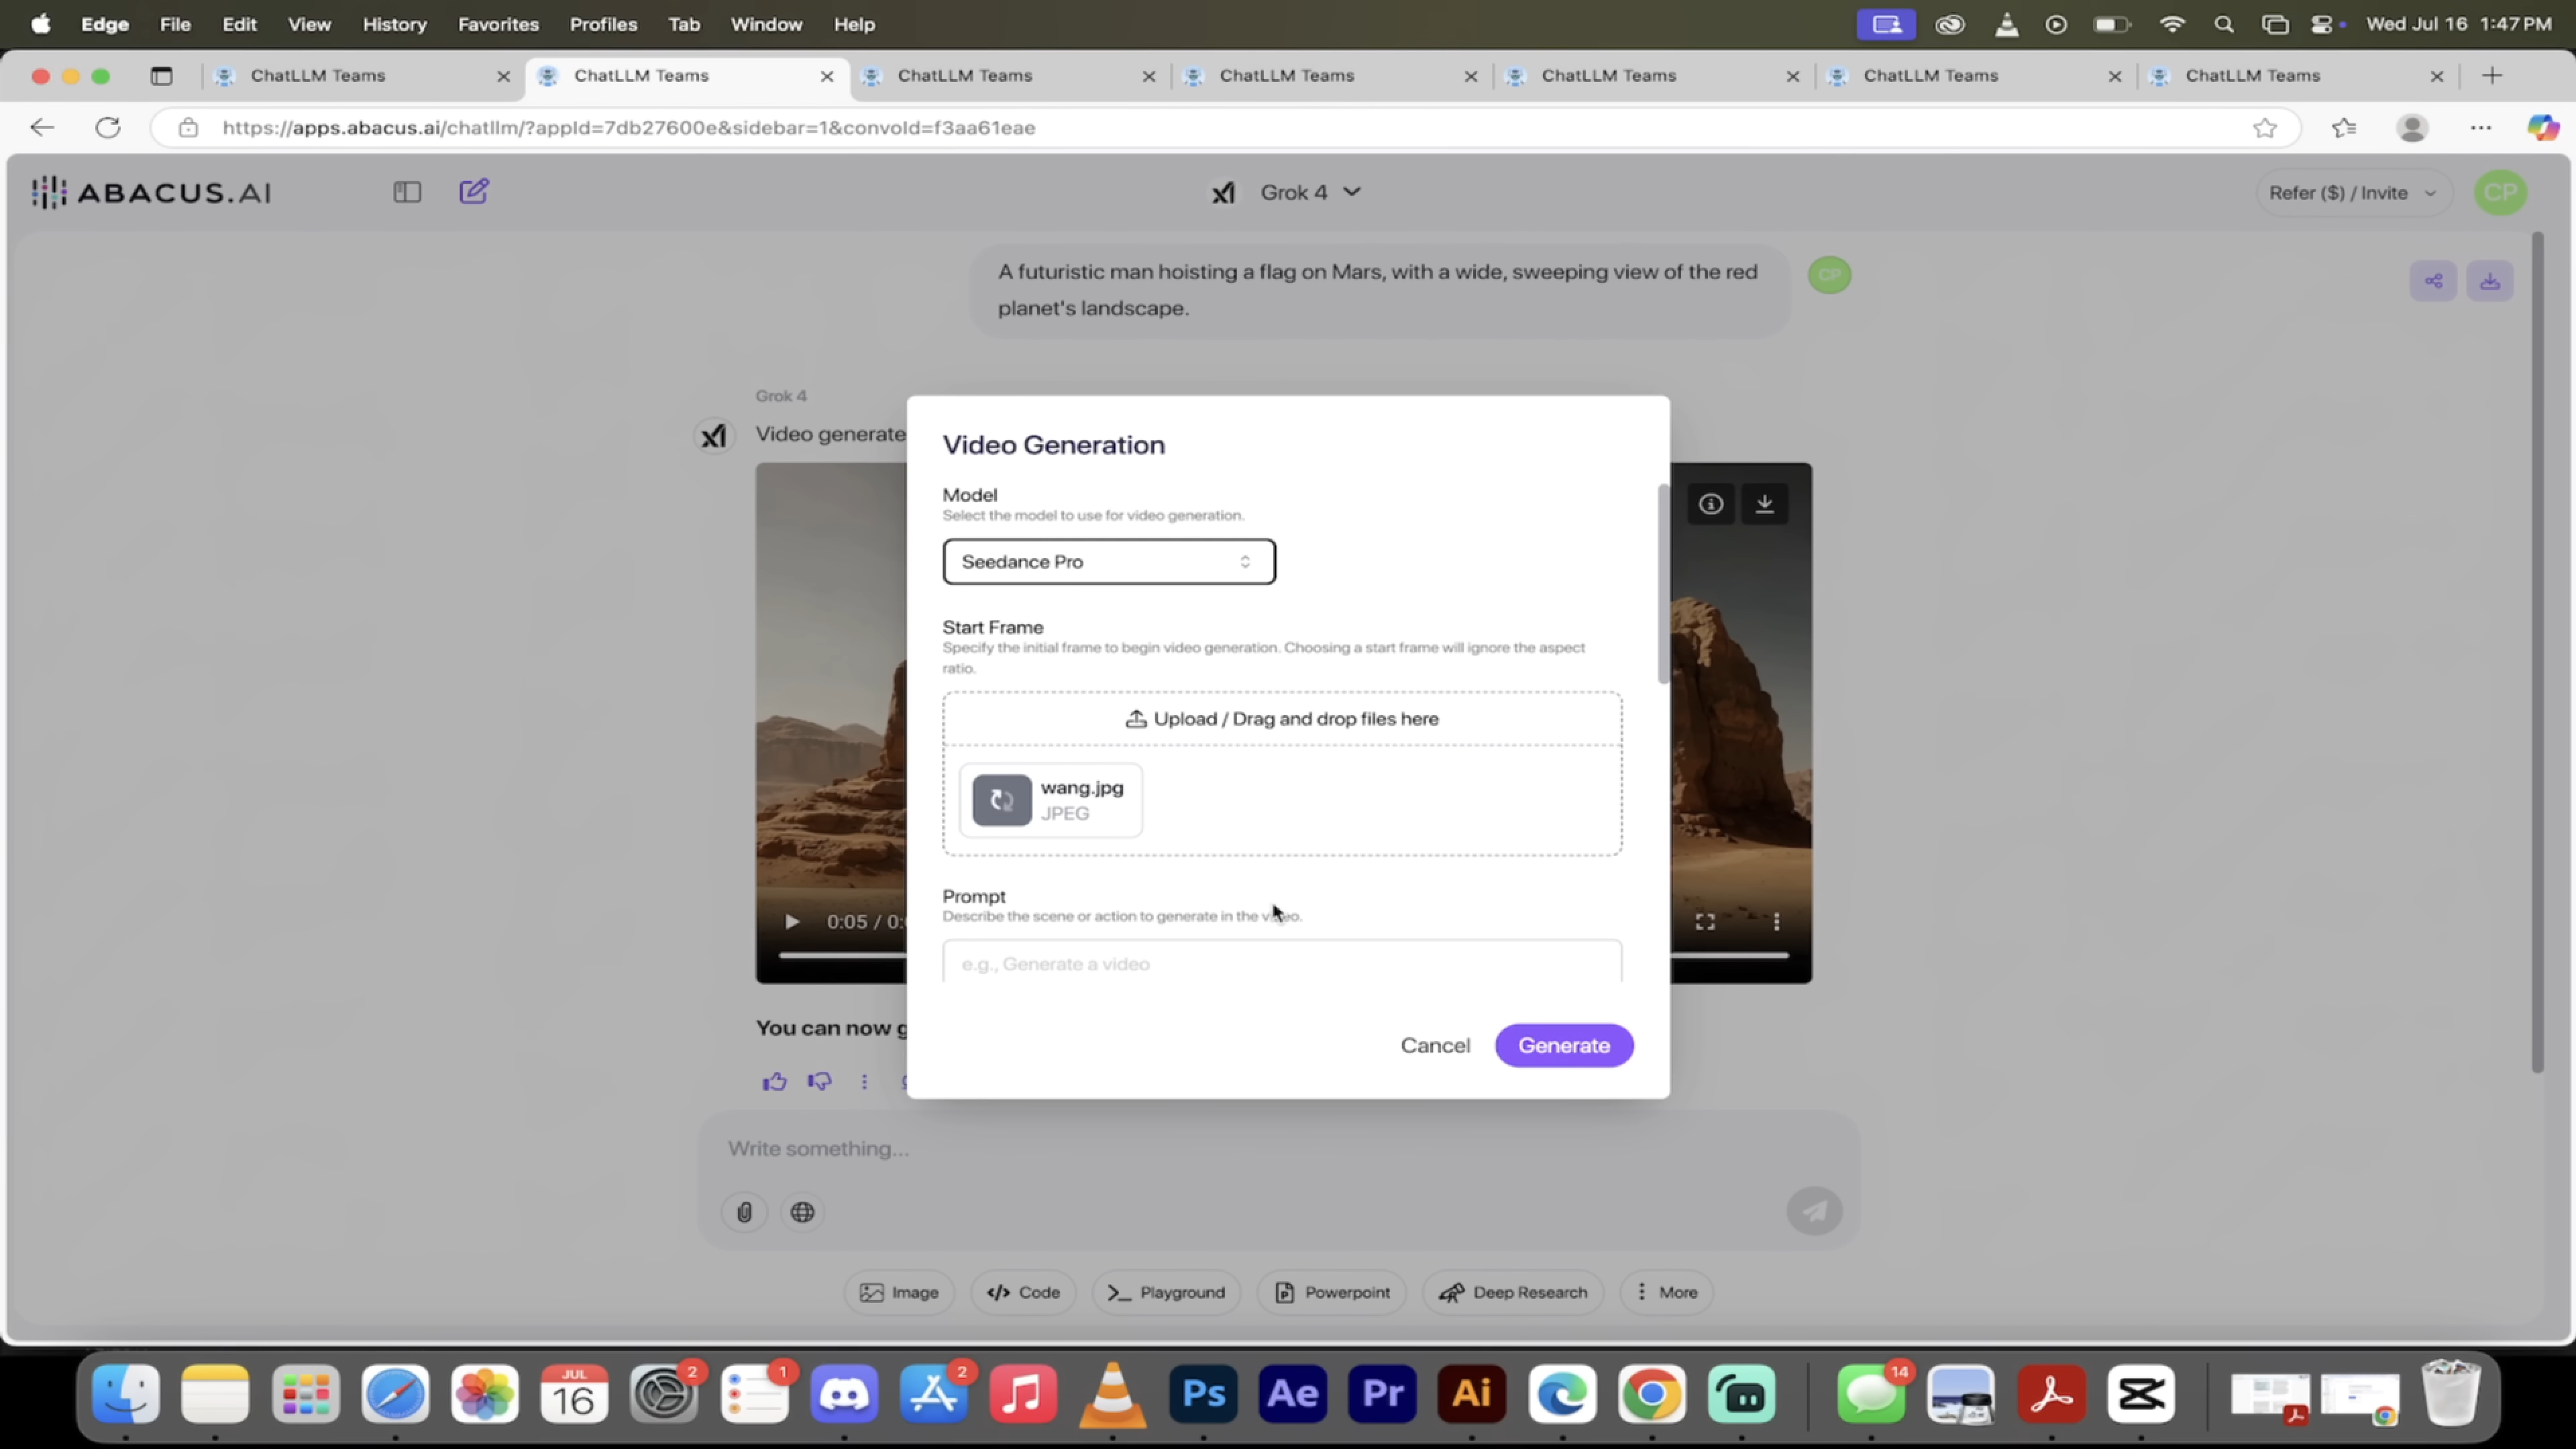 Edge File Edit View History Favorites Profiles Tab Window Help Wed Jul 16 1:47 PM
ChatLLM Teams ChatLLM Teams ChatLLM Teams ChatLLM Teams ChatLLM Teams ChatLLM Teams ChatLLM Teams
https://apps.abacus.ai/chatllm/?appId=7db27600e&sidebar=1&convoId=f3aa61eae
ABACUS.AI
Grok 4
Refer ($) / Invite
CP
A futuristic man hoisting a flag on Mars, with a wide, sweeping view of the red
planet's landscape.
CP
Grok 4
Video generate
Video Generation
Model
Select the model to use for video generation.
Seedance Pro
Start Frame
Specify the initial frame to begin video generation. Choosing a start frame will ignore the aspect
ratio.
Upload / Drag and drop files here
wang.jpg
JPEG
Prompt
Describe the scene or action to generate in the video.
e.g., Generate a video
0:05 / 0:
Cancel Generate
You can now g
Write something...
Image Code Playground Powerpoint Deep Research More
JUL
16
2
1
2
Ps
Ae
Pr
Ai
14